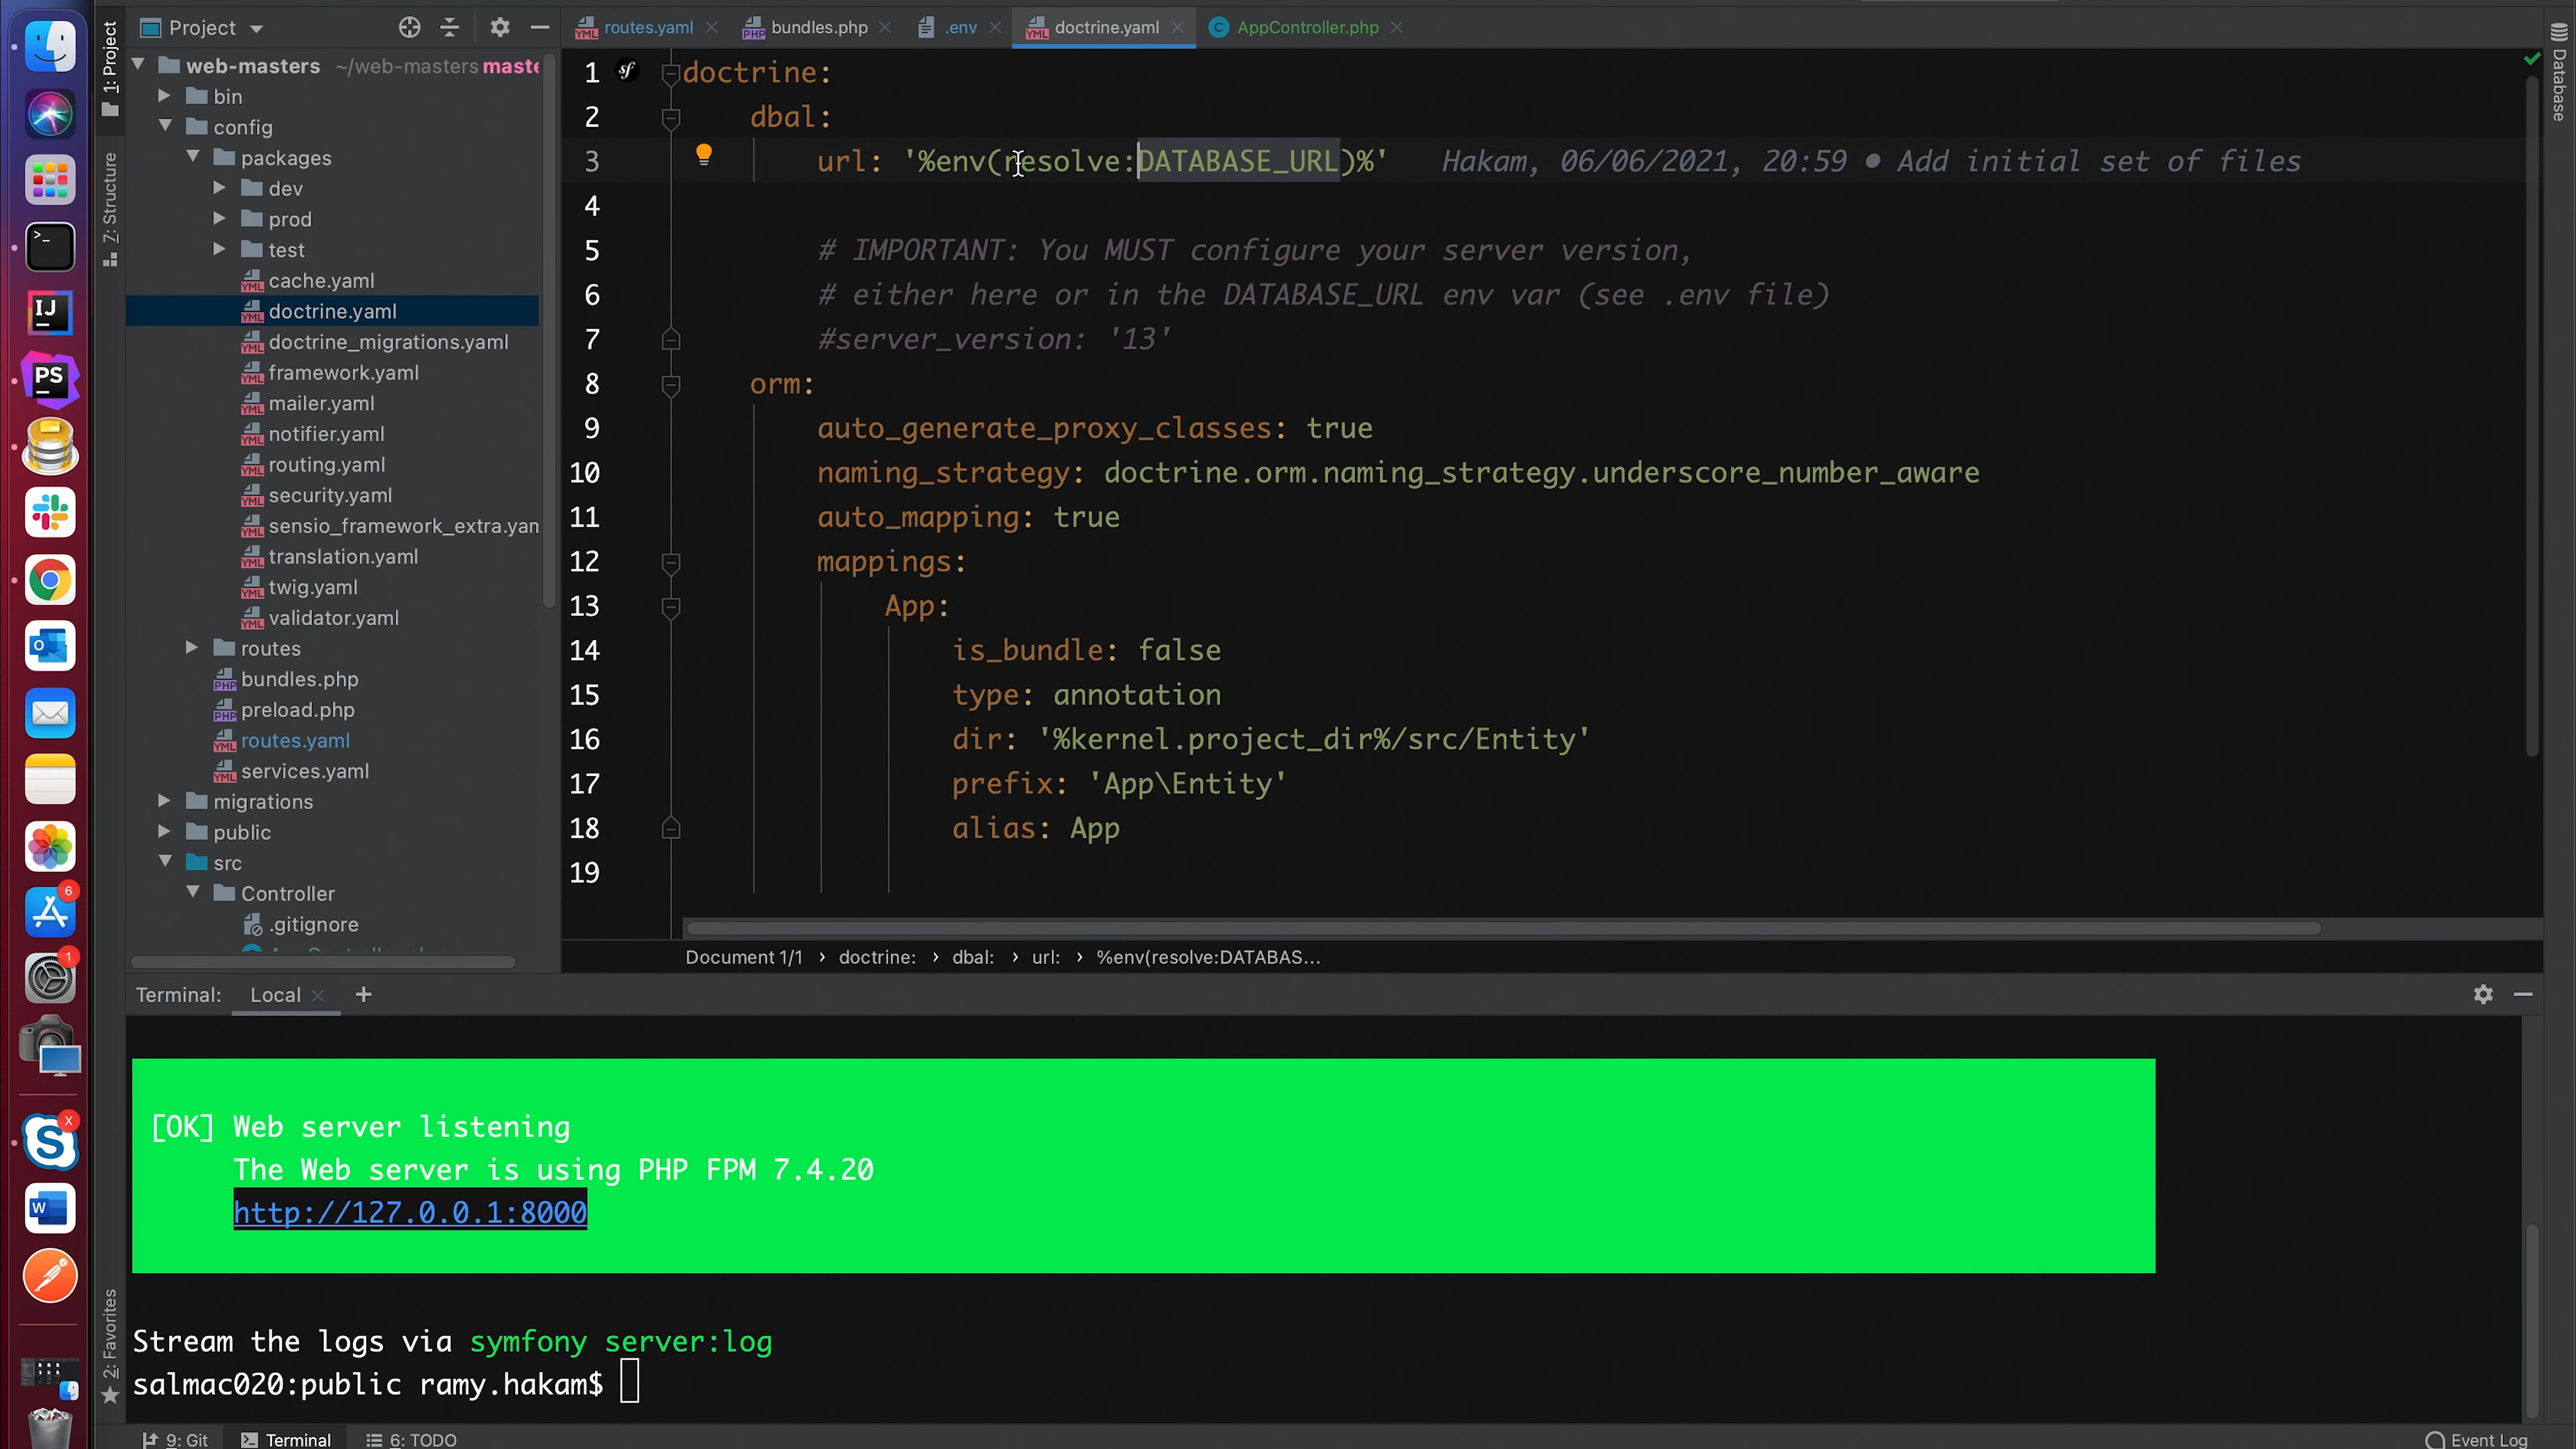 Project
routes.yaml
bundles.php
.env
doctrine.yaml
AppController.php
1: Project
7: Structure
2: Favorites
Database
web-masters ~/web-masters maste
bin
config
packages
dev
prod
test
cache.yaml
doctrine.yaml
doctrine_migrations.yaml
framework.yaml
mailer.yaml
notifier.yaml
routing.yaml
security.yaml
sensio_framework_extra.yam
translation.yaml
twig.yaml
validator.yaml
routes
bundles.php
preload.php
routes.yaml
services.yaml
migrations
public
src
Controller
.gitignore
1 doctrine:
2 dbal:
3 url: '%env(resolve:DATABASE_URL)%' Hakam, 06/06/2021, 20:59 • Add initial set of files
4
5 # IMPORTANT: You MUST configure your server version,
6 # either here or in the DATABASE_URL env var (see .env file)
7 #server_version: '13'
8 orm:
9 auto_generate_proxy_classes: true
10 naming_strategy: doctrine.orm.naming_strategy.underscore_number_aware
11 auto_mapping: true
12 mappings:
13 App:
14 is_bundle: false
15 type: annotation
16 dir: '%kernel.project_dir%/src/Entity'
17 prefix: 'App\Entity'
18 alias: App
19
Document 1/1 › doctrine: › dbal: › url: › %env(resolve:DATABAS...
Terminal: Local +
[OK] Web server listening
The Web server is using PHP FPM 7.4.20
http://127.0.0.1:8000
Stream the logs via symfony server:log
salmac020:public ramy.hakam$
9: Git
Terminal
6: TODO
Event Log